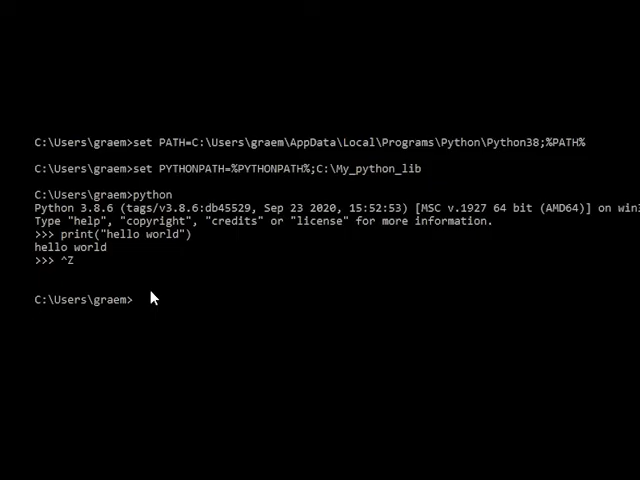 C:\Users\graem>set PATH=C:\Users\graem\AppData\Local\Programs\Python\Python38;%PATH%
C:\Users\graem>set PYTHONPATH=%PYTHONPATH%;C:\My_python_lib
C:\Users\graem>python
Python 3.8.6 (tags/v3.8.6:db45529, Sep 23 2020, 15:52:53) [MSC v.1927 64 bit (AMD64)] on win3
Type "help", "copyright", "credits" or "license" for more information.
>>> print("hello world")
hello world
>>> ^Z
C:\Users\graem>